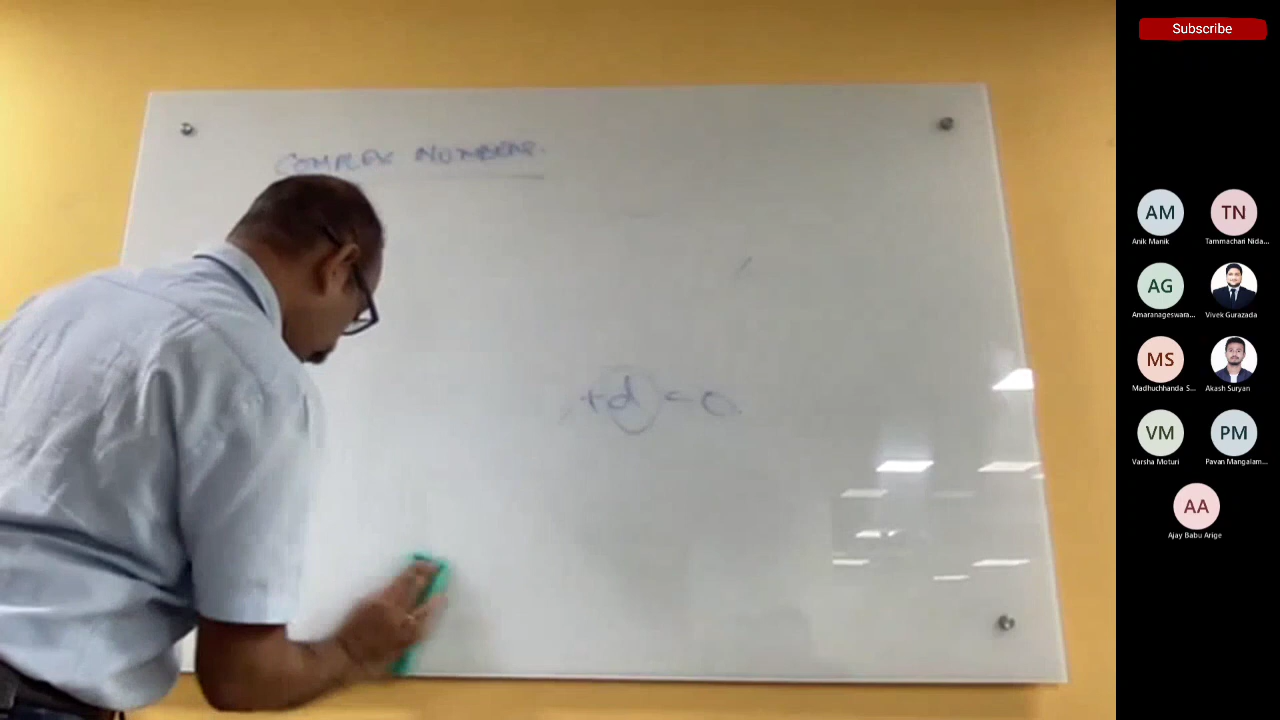 Subscribe
COMPLEX NUMBERS.
AM TN
Anik Manik Tammachari Nida...
AG
Amaranageswara... Vivek Gurazada
MS
Madhuchhanda S... Akash Suryan
+d = 0.
VM PM
Varsha Moturi Pavan Mangalam...
AA
Ajay Babu Arige